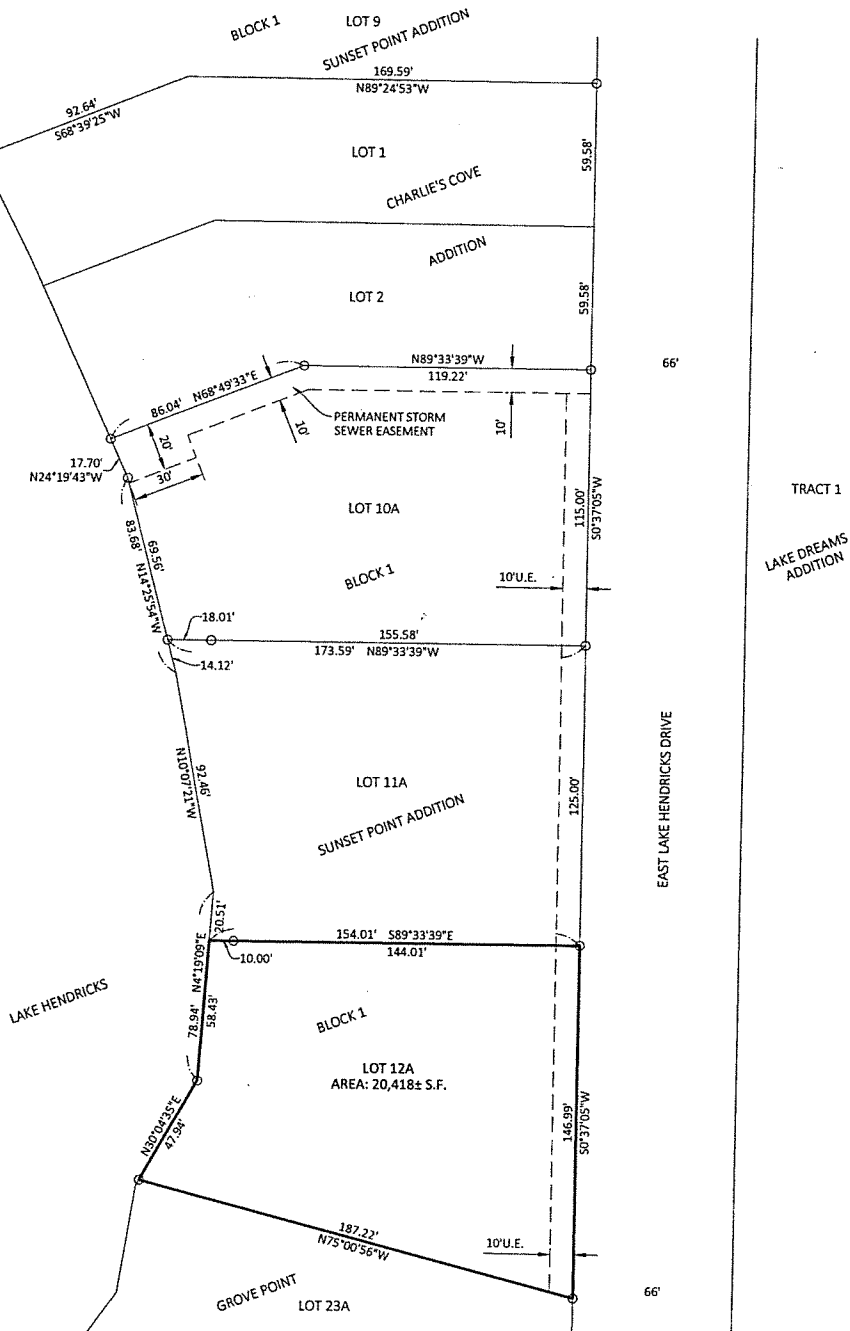 BLOCK 1
LOT 9
SUNSET POINT ADDITION
169.59'
N89°24'53"W
92.64'
S68°39'25"W
LOT 1
59.58'
CHARLIE'S COVE
ADDITION
LOT 2
59.58'
N89°33'39"W
119.22'
66'
86.04' N68°49'33"E
PERMANENT STORM
SEWER EASEMENT
10'
10'
20'
30'
17.70'
N24°19'43"W
LOT 10A
115.00'
S0°37'05"W
TRACT 1
LAKE DREAMS
ADDITION
69.56'
83.68' N14°25'54"W
BLOCK 1
10'U.E.
18.01'
155.58'
173.59' N89°33'39"W
14.12'
92.46'
N10°07'21"W
LOT 11A
SUNSET POINT ADDITION
125.00'
EAST LAKE HENDRICKS DRIVE
20.51'
154.01' S89°33'39"E
144.01'
10.00'
LAKE HENDRICKS
78.94' N4°19'09"E
58.43'
BLOCK 1
LOT 12A
AREA: 20,418± S.F.
146.99'
S0°37'05"W
N30°04'35"E
47.94'
187.22'
N75°00'56"W
10'U.E.
GROVE POINT
LOT 23A
66'